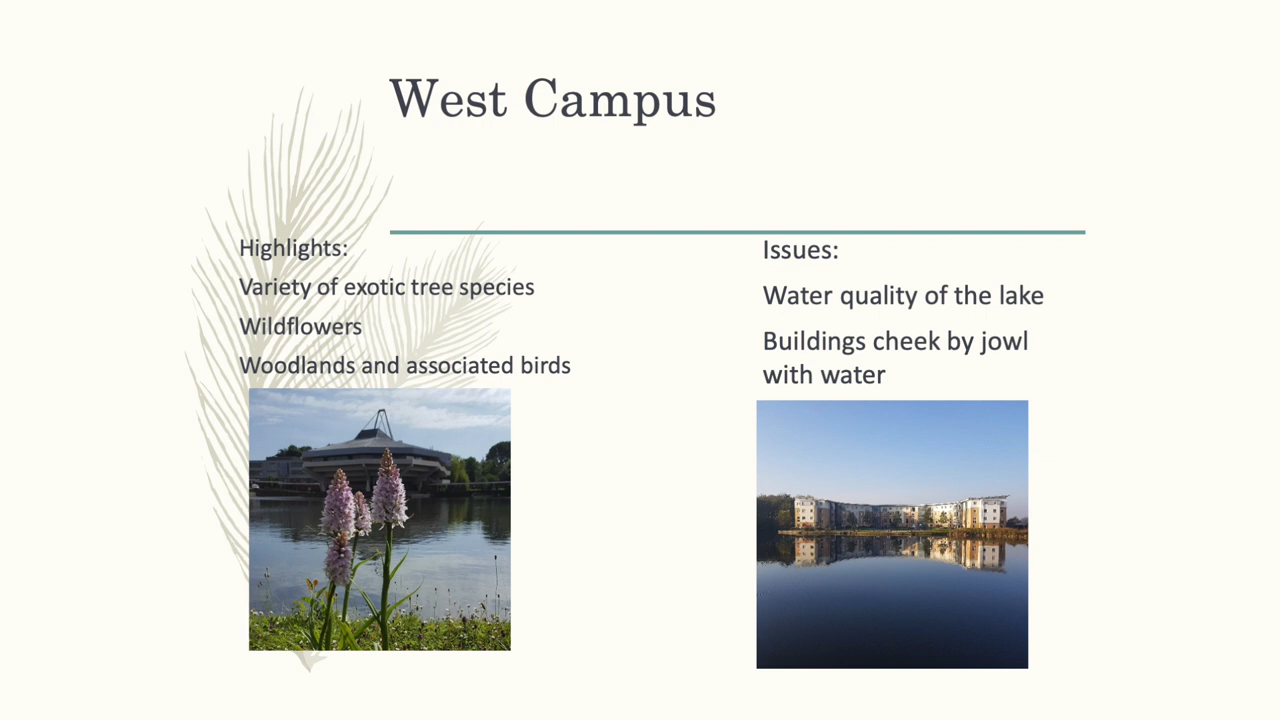 West Campus
Highlights:
Variety of exotic tree species
Wildflowers
Woodlands and associated birds
Issues:
Water quality of the lake
Buildings cheek by jowl
with water